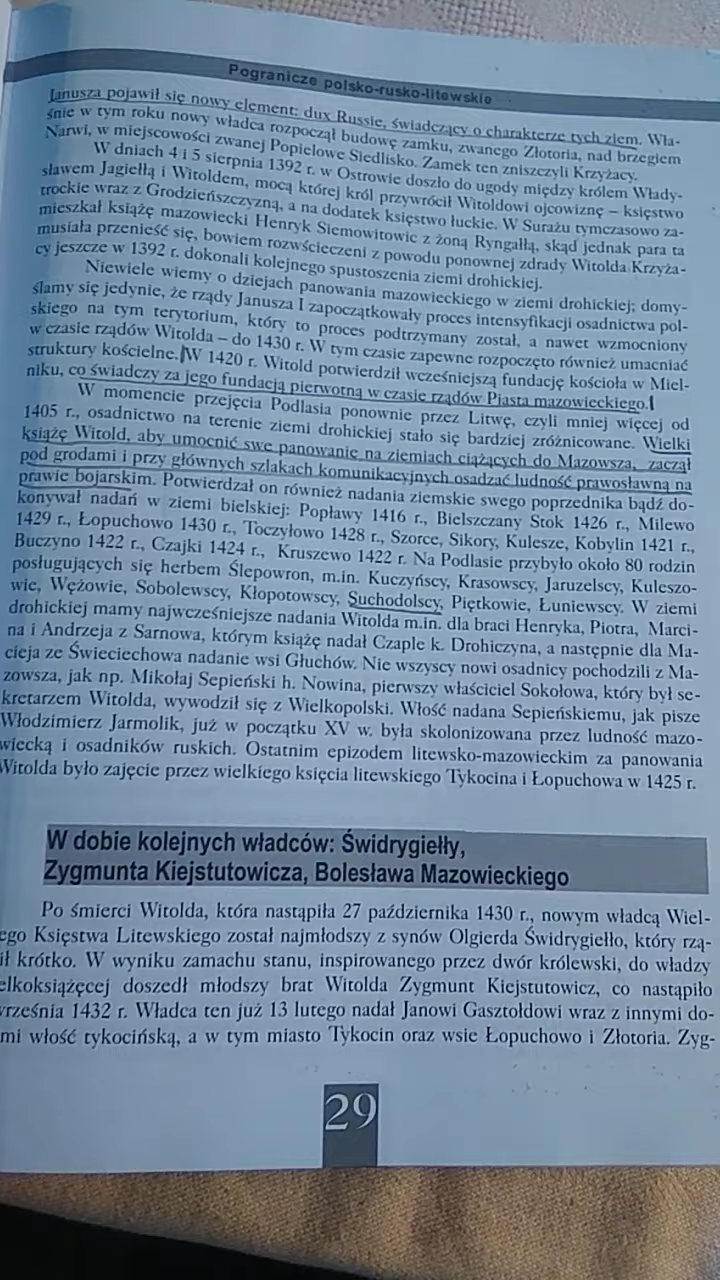 Pogranicze polsko-rusko-litewskie
Janusza pojawił się nowy element: dux Russie, świadczący o charakterze tych ziem. Wła-
śnie w tym roku nowy władca rozpoczął budowę zamku, zwanego Złotoria, nad brzegiem
Narwi, w miejscowości zwanej Popielowe Siedlisko. Zamek ten zniszczyli Krzyżacy.
W dniach 4 i 5 sierpnia 1392 r. w Ostrowie doszło do ugody między królem Włady-
sławem Jagiełłą i Witoldem, mocą której król przywrócił Witoldowi ojcowiznę – księstwo
trockie wraz z Grodzieńszczyzną, a na dodatek księstwo łuckie. W Surażu tymczasowo za-
mieszkał książę mazowiecki Henryk Siemowitowic z żoną Ryngałłą, skąd jednak para ta
musiała przenieść się, bowiem rozwścieczeni z powodu ponownej zdrady Witolda Krzyża-
cy jeszcze w 1392 r. dokonali kolejnego spustoszenia ziemi drohickiej.
Niewiele wiemy o dziejach panowania mazowieckiego w ziemi drohickiej; domy-
ślamy się jedynie, że rządy Janusza I zapoczątkowały proces intensyfikacji osadnictwa pol-
skiego na tym terytorium, który to proces podtrzymany został, a nawet wzmocniony
w czasie rządów Witolda – do 1430 r. W tym czasie zapewne rozpoczęto również umacniać
struktury kościelne. W 1420 r. Witold potwierdził wcześniejszą fundację kościoła w Miel-
niku, co świadczy za jego fundacją pierwotną w czasie rządów Piasta mazowieckiego.
W momencie przejęcia Podlasia ponownie przez Litwę, czyli mniej więcej od
1405 r., osadnictwo na terenie ziemi drohickiej stało się bardziej zróżnicowane. Wielki
książę Witold, aby umocnić swe panowanie na ziemiach ciążących do Mazowsza, zaczął
pod grodami i przy głównych szlakach komunikacyjnych osadzać ludność prawosławną na
prawie bojarskim. Potwierdzał on również nadania ziemskie swego poprzednika bądź do-
konywał nadań w ziemi bielskiej: Popławy 1416 r., Bielszczany Stok 1426 r., Milewo
1429 r., Łopuchowo 1430 r., Toczyłowo 1428 r., Szorce, Sikory, Kulesze, Kobylin 1421 r.,
Buczyno 1422 r., Czajki 1424 r., Kruszewo 1422 r. Na Podlasie przybyło około 80 rodzin
posługujących się herbem Ślepowron, m.in. Kuczyńscy, Krasowscy, Jaruzelscy, Kuleszo-
wie, Wężowie, Sobolewscy, Kłopotowscy, Suchodolscy, Piętkowie, Łuniewscy. W ziemi
drohickiej mamy najwcześniejsze nadania Witolda m.in. dla braci Henryka, Piotra, Marci-
na i Andrzeja z Sarnowa, którym książę nadał Czaple k. Drohiczyna, a następnie dla Ma-
cieja ze Świeciechowa nadanie wsi Głuchów. Nie wszyscy nowi osadnicy pochodzili z Ma-
zowsza, jak np. Mikołaj Sepieński h. Nowina, pierwszy właściciel Sokołowa, który był se-
kretarzem Witolda, wywodził się z Wielkopolski. Włość nadana Sepieńskiemu, jak pisze
Włodzimierz Jarmolik, już w początku XV w. była skolonizowana przez ludność mazo-
wiecką i osadników ruskich. Ostatnim epizodem litewsko-mazowieckim za panowania
Witolda było zajęcie przez wielkiego księcia litewskiego Tykocina i Łopuchowa w 1425 r.
W dobie kolejnych władców: Świdrygiełły,
Zygmunta Kiejstutowicza, Bolesława Mazowieckiego
Po śmierci Witolda, która nastąpiła 27 października 1430 r., nowym władcą Wiel-
ego Księstwa Litewskiego został najmłodszy z synów Olgierda Świdrygiełło, który rzą-
ił krótko. W wyniku zamachu stanu, inspirowanego przez dwór królewski, do władzy
elkoksiążęcej doszedł młodszy brat Witolda Zygmunt Kiejstutowicz, co nastąpiło
września 1432 r. Władca ten już 13 lutego nadał Janowi Gasztołdowi wraz z innymi do-
mi włość tykocińską, a w tym miasto Tykocin oraz wsie Łopuchowo i Złotoria. Zyg-
29